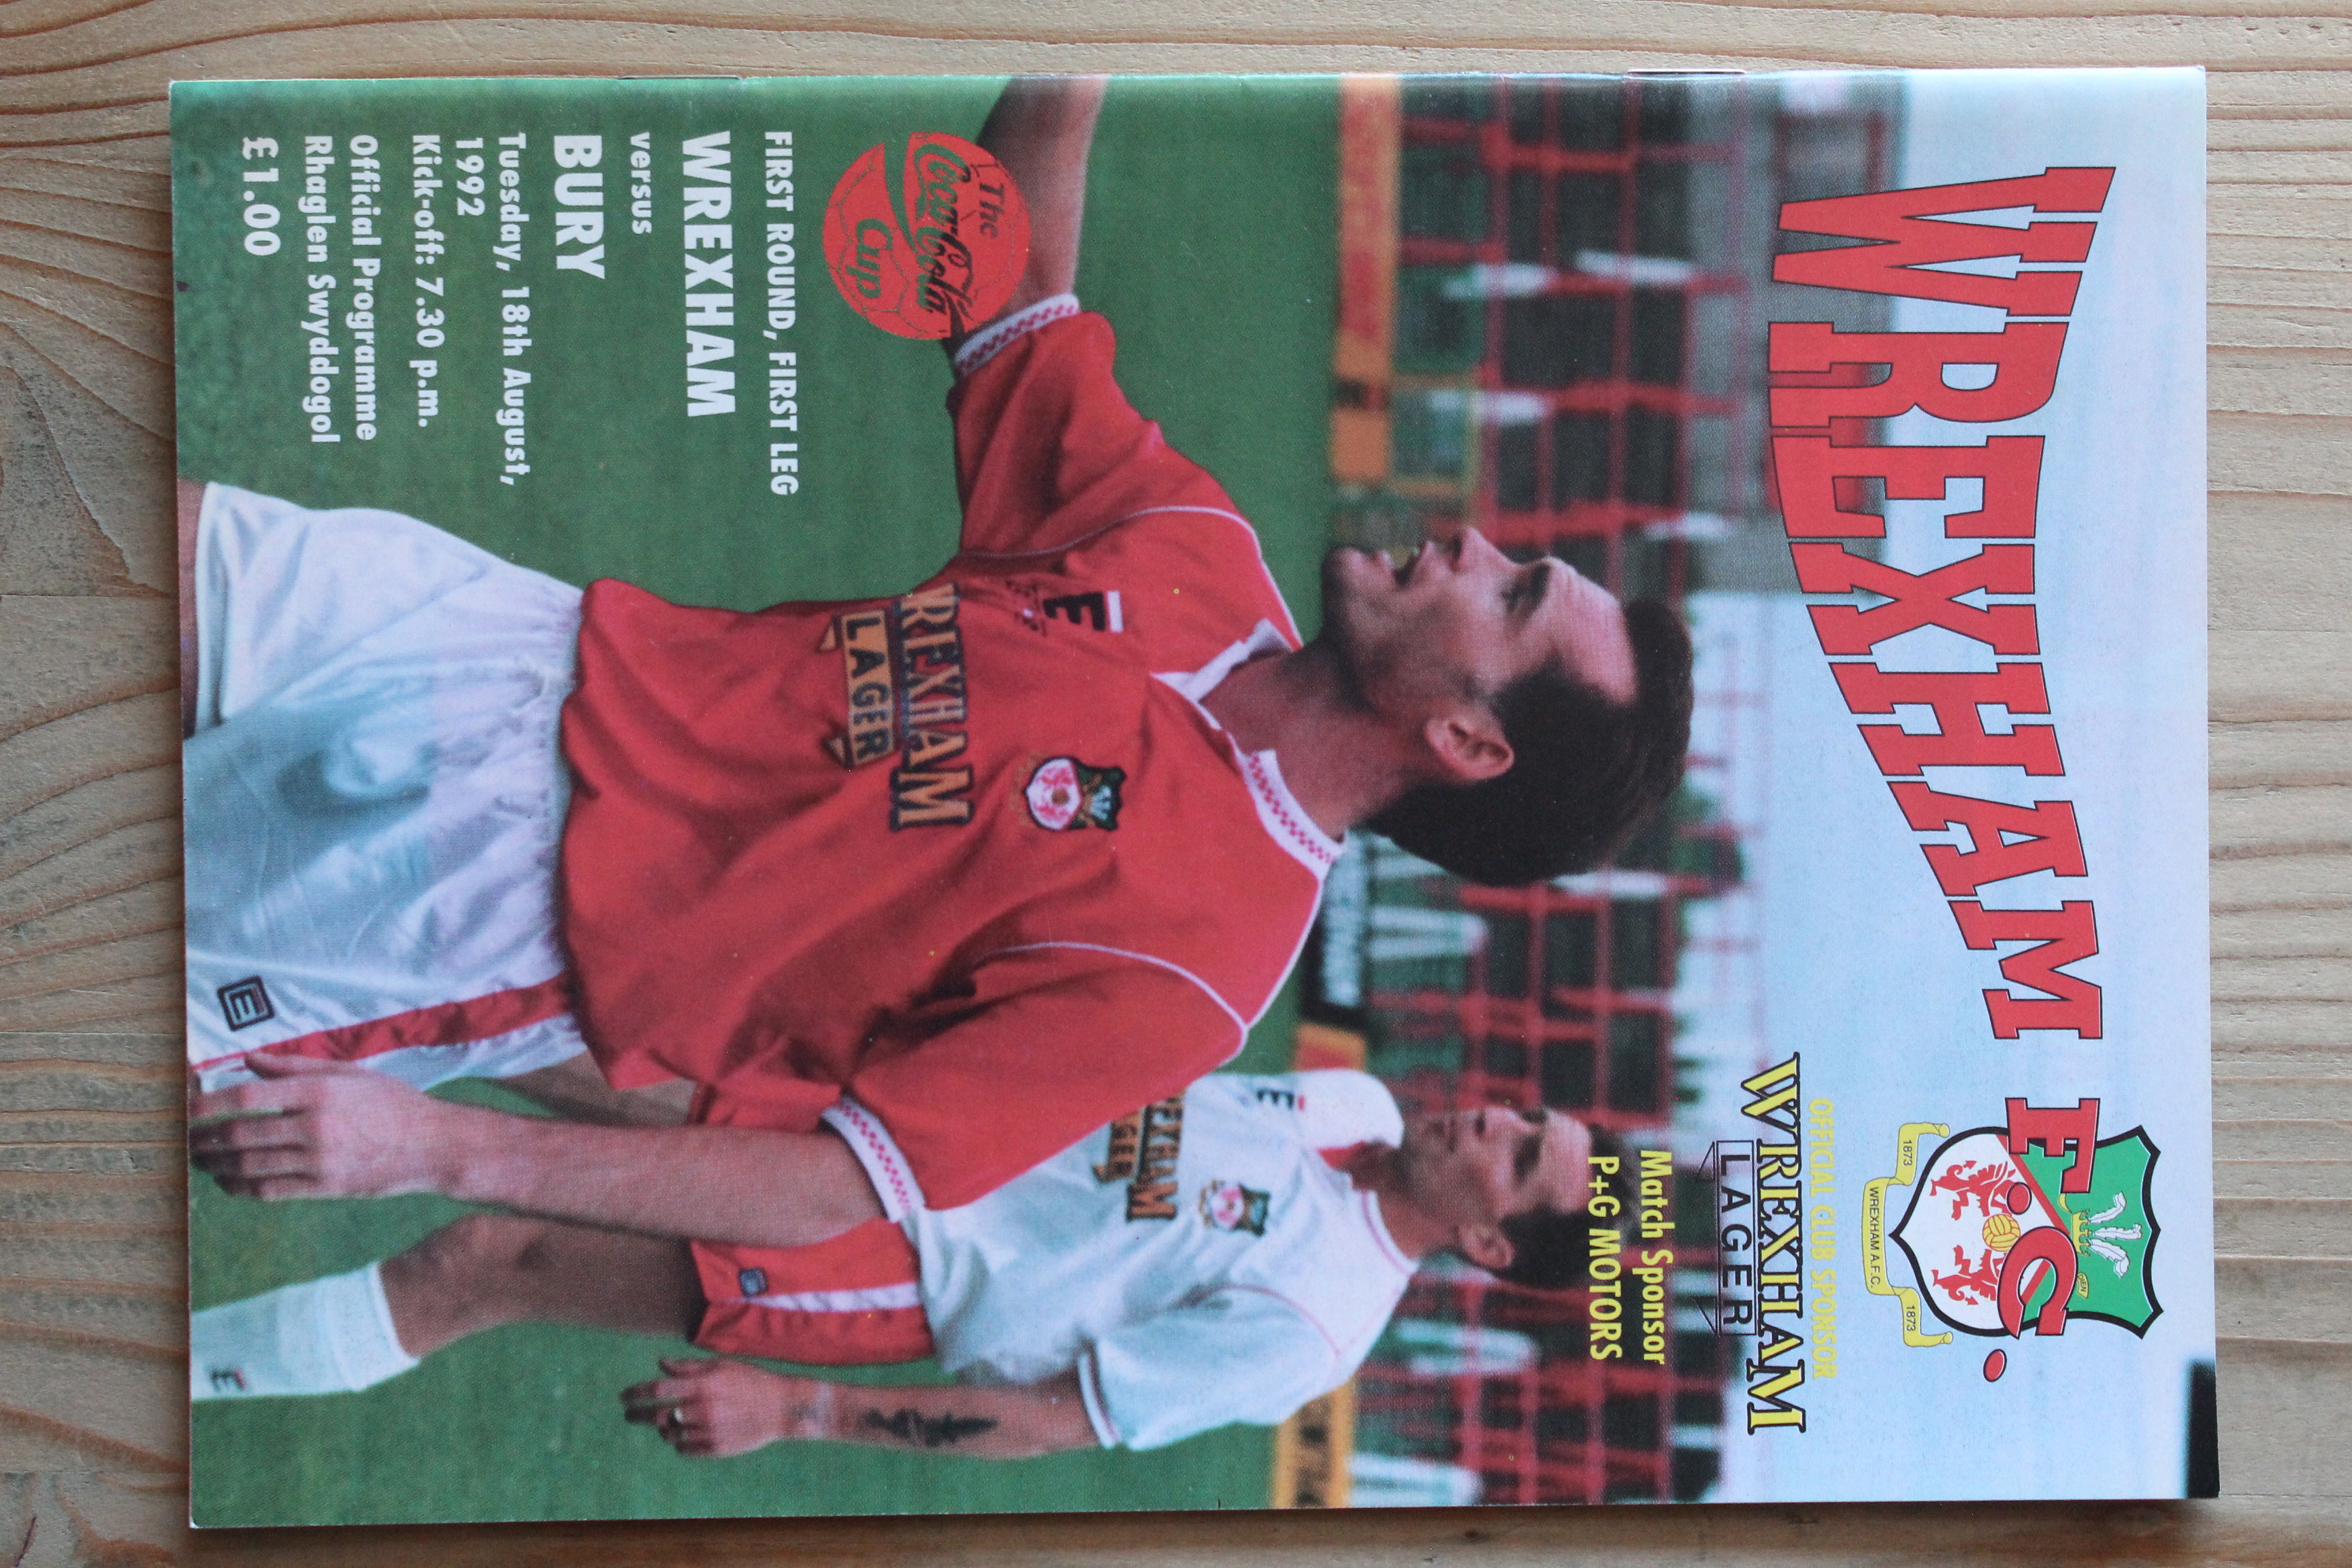 WREXHAM F.C.
1873 WREXHAM A.F.C. 1873
OFFICIAL CLUB SPONSOR
WREXHAM
LAGER
Match Sponsor
P+G MOTORS
WREXHAM
LAGER
The
Coca-Cola
Cup
FIRST ROUND, FIRST LEG
WREXHAM
versus
BURY
Tuesday, 18th August,
1992
Kick-off: 7.30 p.m.
Official Programme
Rhaglen Swyddogol
£1.00